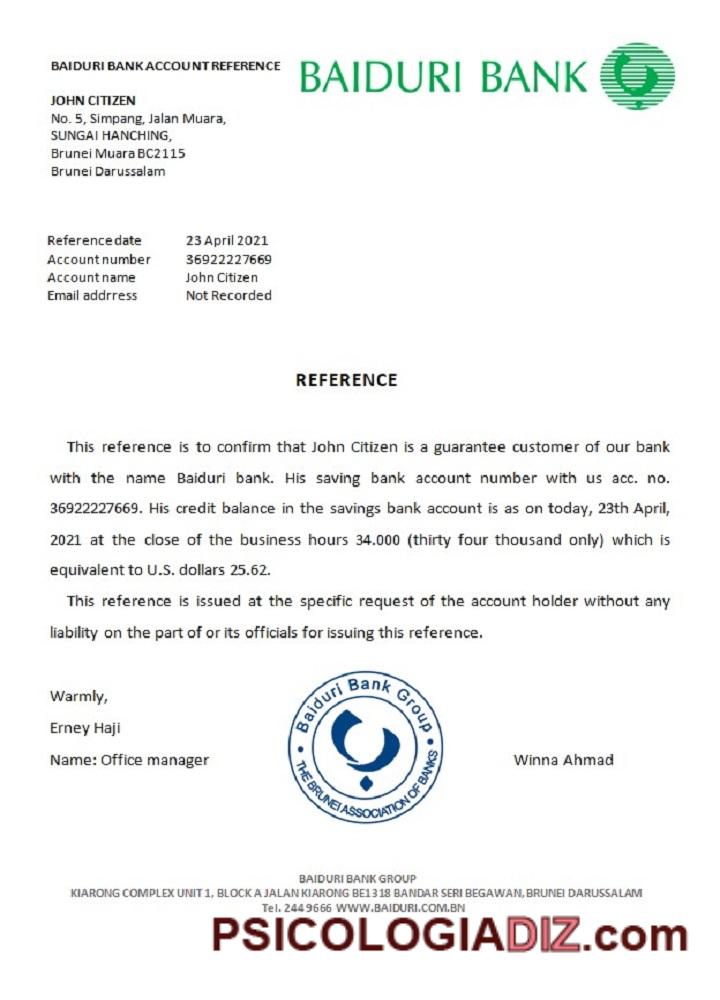 BAIDURI BANK ACCOUNT REFERENCE
BAIDURI BANK
JOHN CITIZEN
No. 5, Simpang, Jalan Muara,
SUNGAI HANCHING,
Brunei Muara BC2115
Brunei Darussalam
Reference date 23 April 2021
Account number 36922227669
Account name John Citizen
Email addrress Not Recorded
REFERENCE
This reference is to confirm that John Citizen is a guarantee customer of our bank
with the name Baiduri bank. His saving bank account number with us acc. no.
36922227669. His credit balance in the savings bank account is as on today, 23th April,
2021 at the close of the business hours 34.000 (thirty four thousand only) which is
equivalent to U.S. dollars 25.62.
This reference is issued at the specific request of the account holder without any
liability on the part of or its officials for issuing this reference.
Warmly,
Erney Haji
Name: Office manager
Baiduri Bank Group
THE BRUNEI ASSOCIATION OF BANKS
Winna Ahmad
BAIDURI BANK GROUP
KIARONG COMPLEX UNIT 1, BLOCK A JALAN KIARONG BE1318 BANDAR SERI BEGAWAN, BRUNEI DARUSSALAM
Tel. 244 9666 WWW.BAIDURI.COM.BN
PSICOLOGIADIZ.com